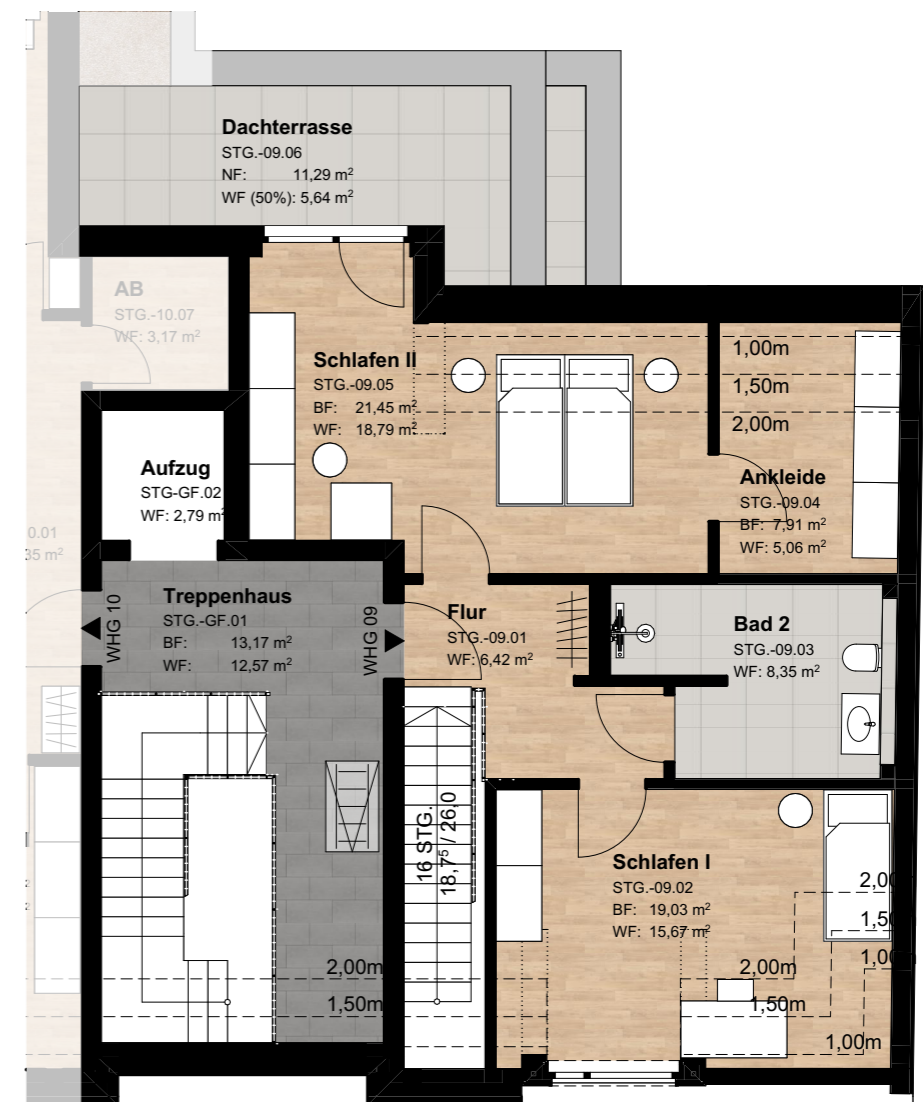 Dachterrasse
STG.-09.06
NF: 11,29 m²
WF (50%): 5,64 m²
AB
STG.-10.07
WF: 3,17 m²
Schlafen II
STG.-09.05
BF: 21,45 m²
WF: 18,79 m²
1,00m
1,50m
2,00m
Ankleide
STG.-09.04
BF: 7,91 m²
WF: 5,06 m²
Aufzug
STG-GF.02
WF: 2,79 m²
0.01
35 m²
WHG 10
Treppenhaus
STG.-GF.01
BF: 13,17 m²
WF: 12,57 m²
WHG 09
Flur
STG.-09.01
WF: 6,42 m²
Bad 2
STG.-09.03
WF: 8,35 m²
16 STG.
18,7⁵ / 26,0
Schlafen I
STG.-09.02
BF: 19,03 m²
WF: 15,67 m²
2,00
1,50
1,00
2,00m
1,50m
2,00m
1,50m
1,00m